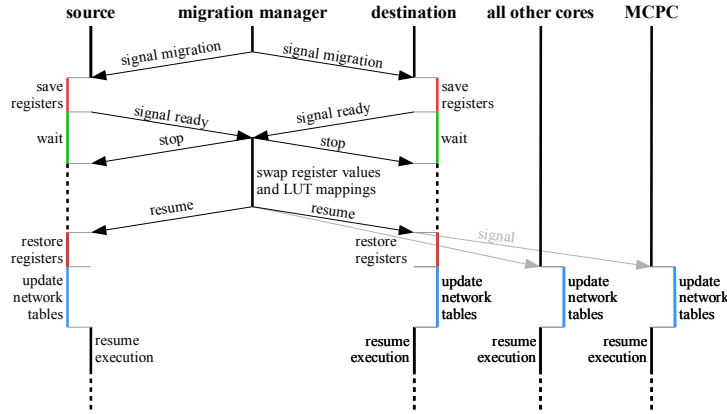 source
migration manager
destination
all other cores
MCPC
signal migration
signal migration
save
registers
save
registers
signal ready
signal ready
wait
wait
stop
stop
swap register values
and LUT mappings
resume
resume
signal
restore
registers
restore
registers
update
network
tables
update
network
tables
update
network
tables
update
network
tables
resume
execution
resume
execution
resume
execution
resume
execution